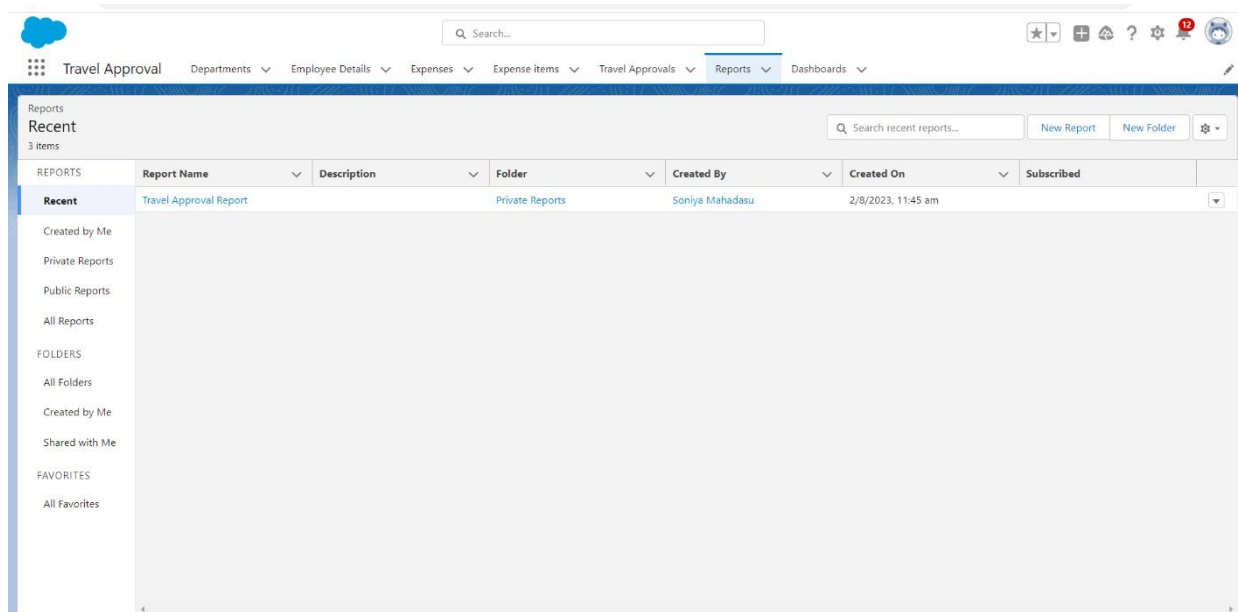 Search...
12
Travel Approval Departments Employee Details Expenses Expense items Travel Approvals Reports Dashboards
Reports
Recent
3 items
Search recent reports...
New Report New Folder
REPORTS
Report Name Description Folder Created By Created On Subscribed
Recent
Travel Approval Report Private Reports Soniya Mahadasu 2/8/2023, 11:45 am
Created by Me
Private Reports
Public Reports
All Reports
FOLDERS
All Folders
Created by Me
Shared with Me
FAVORITES
All Favorites